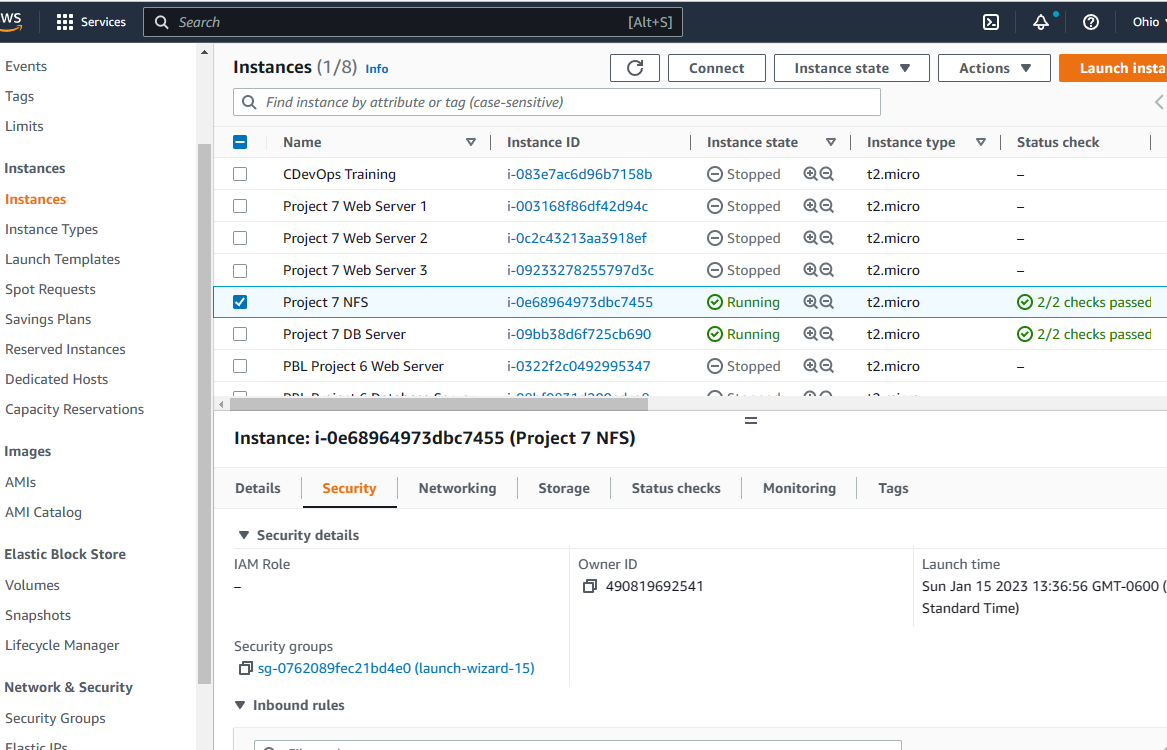 WS Services Search [Alt+S] Ohio
Events
Tags
Limits
Instances
Instances
Instance Types
Launch Templates
Spot Requests
Savings Plans
Reserved Instances
Dedicated Hosts
Capacity Reservations
Images
AMIs
AMI Catalog
Elastic Block Store
Volumes
Snapshots
Lifecycle Manager
Network & Security
Security Groups
Elastic IPs
Instances (1/8) Info Connect Instance state Actions Launch insta
Find instance by attribute or tag (case-sensitive)
Name Instance ID Instance state Instance type Status check
CDevOps Training i-083e7ac6d96b7158b Stopped t2.micro –
Project 7 Web Server 1 i-003168f86df42d94c Stopped t2.micro –
Project 7 Web Server 2 i-0c2c43213aa3918ef Stopped t2.micro –
Project 7 Web Server 3 i-09233278255797d3c Stopped t2.micro –
Project 7 NFS i-0e68964973dbc7455 Running t2.micro 2/2 checks passed
Project 7 DB Server i-09bb38d6f725cb690 Running t2.micro 2/2 checks passed
PBL Project 6 Web Server i-0322f2c0492995347 Stopped t2.micro –
PBL Project 6 Database Server Stopped t2.micro
Instance: i-0e68964973dbc7455 (Project 7 NFS)
Details Security Networking Storage Status checks Monitoring Tags
Security details
IAM Role
–
Owner ID
490819692541
Launch time
Sun Jan 15 2023 13:36:56 GMT-0600 (
Standard Time)
Security groups
sg-0762089fec21bd4e0 (launch-wizard-15)
Inbound rules